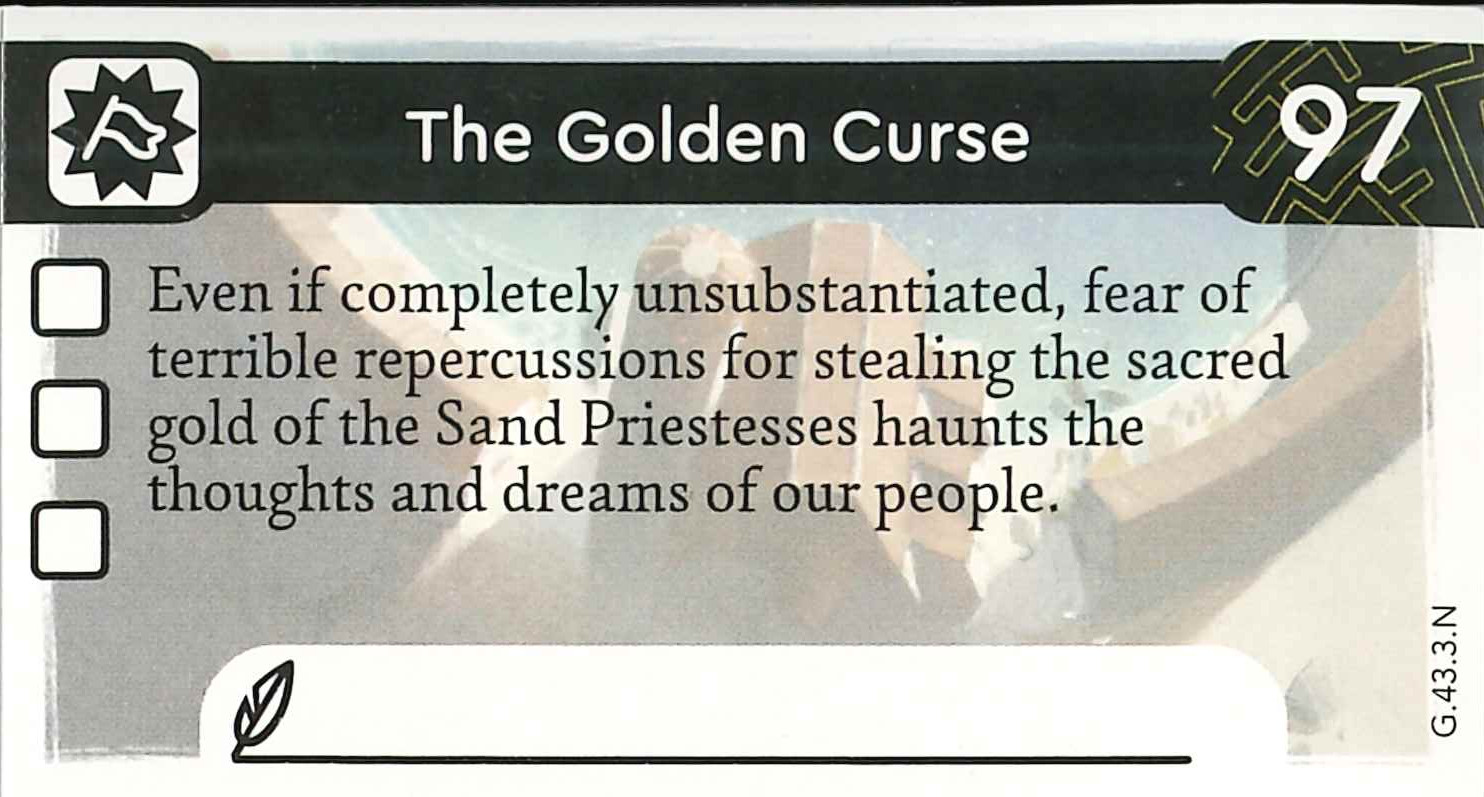 The Golden Curse
97
Even if completely unsubstantiated, fear of
terrible repercussions for stealing the sacred
gold of the Sand Priestesses haunts the
thoughts and dreams of our people.
G.43.3.N